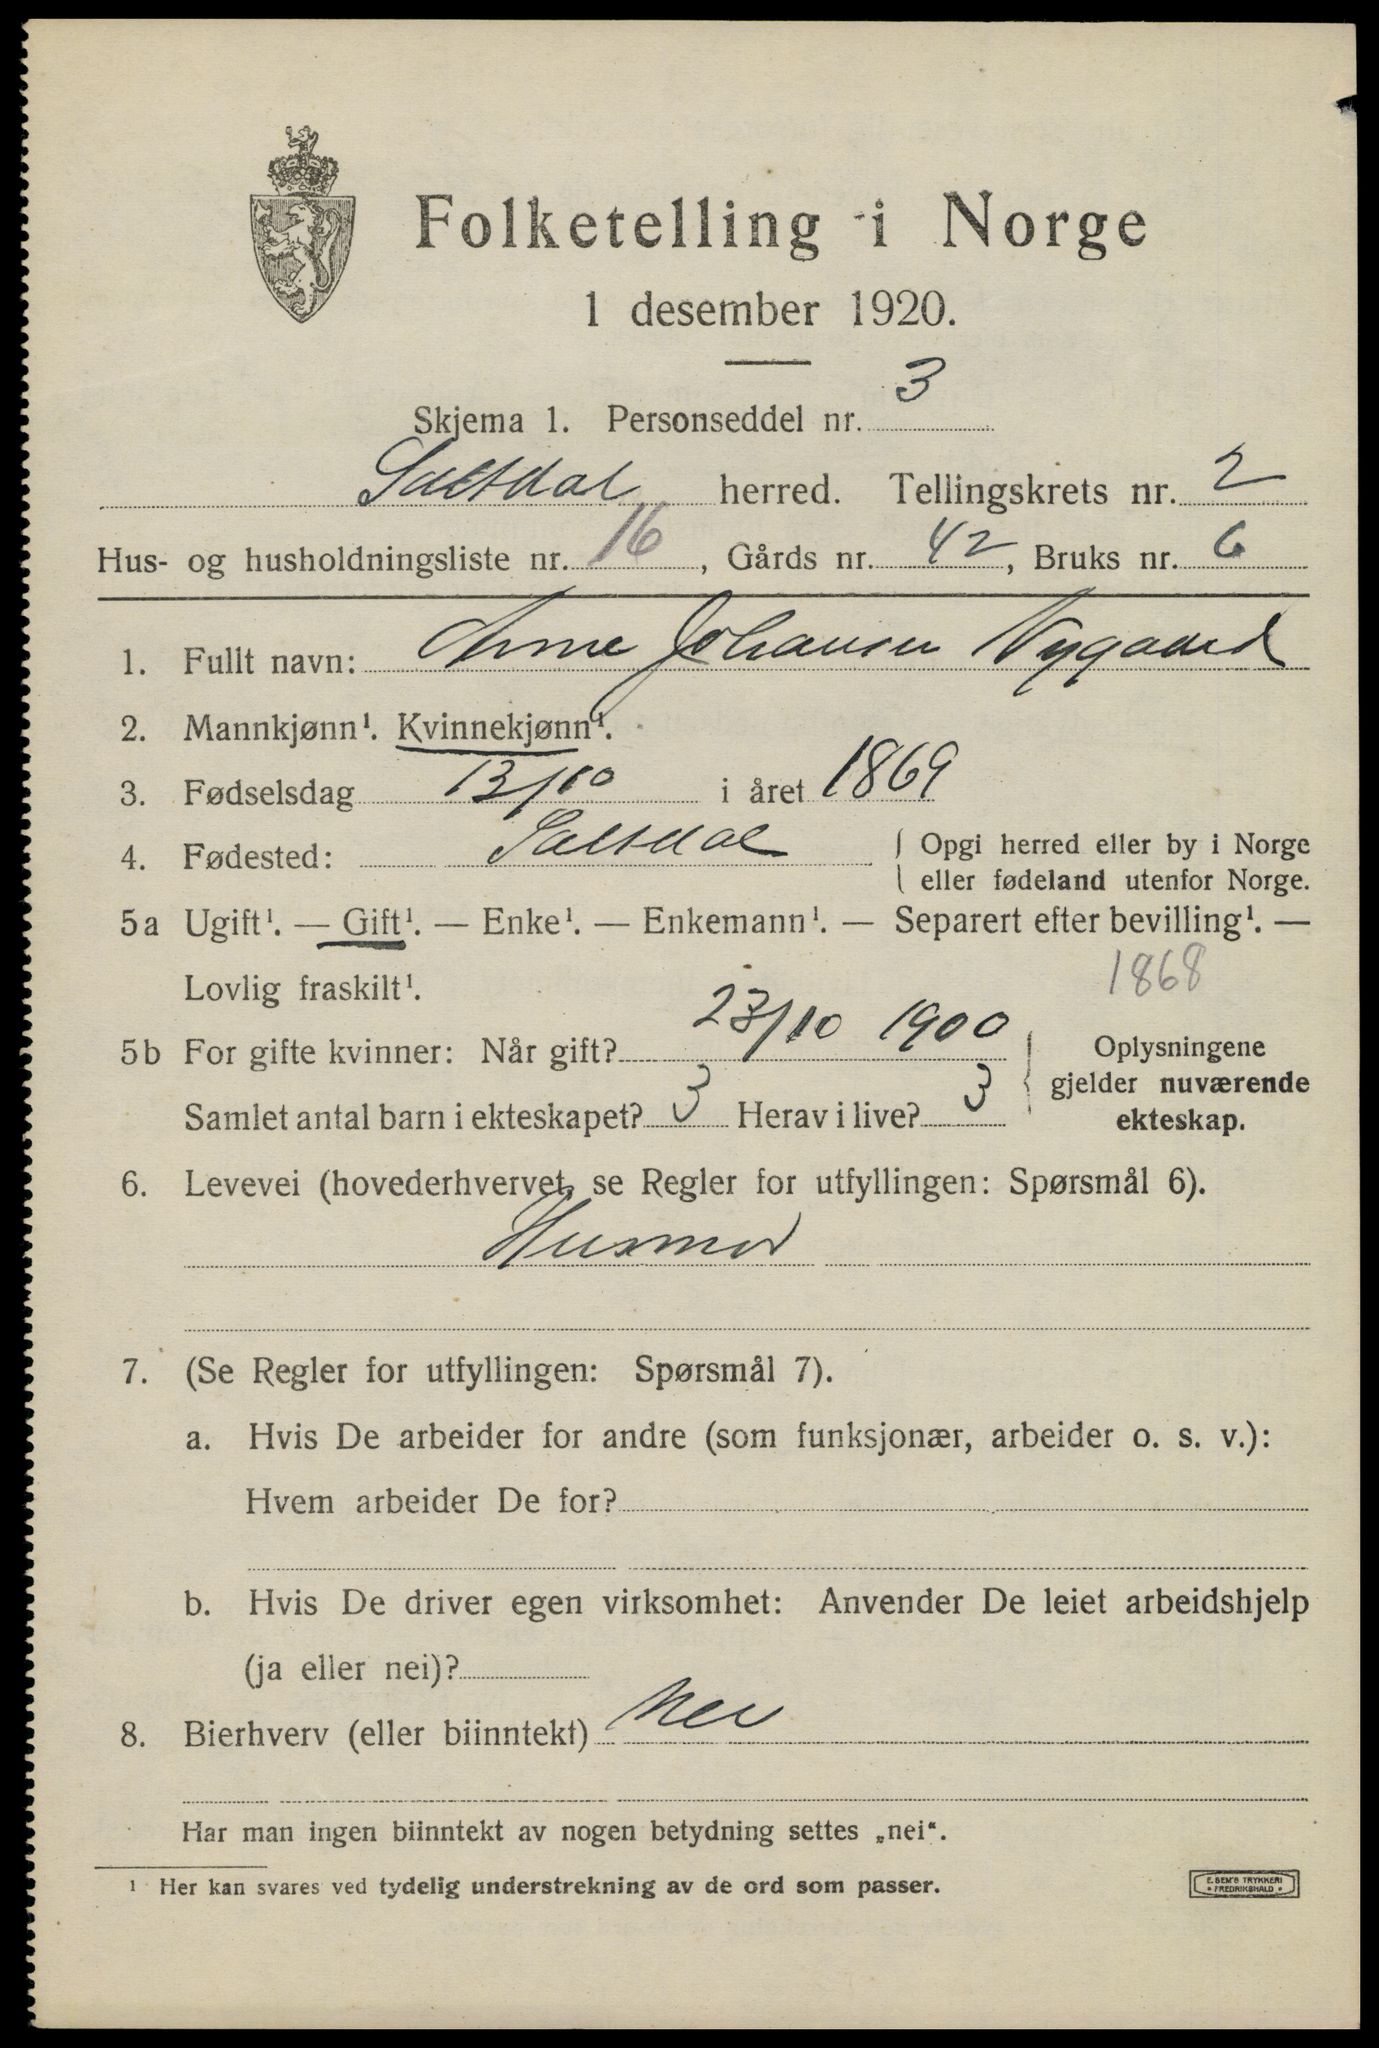 Folketelling i Norge
1 desember 1920.
Skjema 1. Personseddel nr. 3
Saltdal herred. Tellingskrets nr. 2
Hus- og husholdningsliste nr. 16, Gårds nr. 42, Bruks nr. 6
1. Fullt navn: Anne Johansen Nygaard
2. Mannkjønn¹. Kvinnekjønn¹.
3. Fødselsdag 13/10 i året 1869
4. Fødested: Saltdal { Opgi herred eller by i Norge
eller fødeland utenfor Norge.
5a Ugift¹. — Gift¹. — Enke¹. — Enkemann¹. — Separert efter bevilling¹. —
Lovlig fraskilt¹. 1868
5b For gifte kvinner: Når gift? 23/10 1900 { Oplysningene
gjelder nuværende
ekteskap.
Samlet antal barn i ekteskapet? 3 Herav i live? 3
6. Levevei (hovederhvervet, se Regler for utfyllingen: Spørsmål 6).
Husmor
7. (Se Regler for utfyllingen: Spørsmål 7).
a. Hvis De arbeider for andre (som funksjonær, arbeider o. s. v.):
Hvem arbeider De for?
b. Hvis De driver egen virksomhet: Anvender De leiet arbeidshjelp
(ja eller nei)?
8. Bierhverv (eller biinntekt) Nei
Har man ingen biinntekt av nogen betydning settes „nei“.
¹ Her kan svares ved tydelig understrekning av de ord som passer.
E. SEM'S TRYKKERI
• FREDRIKSHALD •